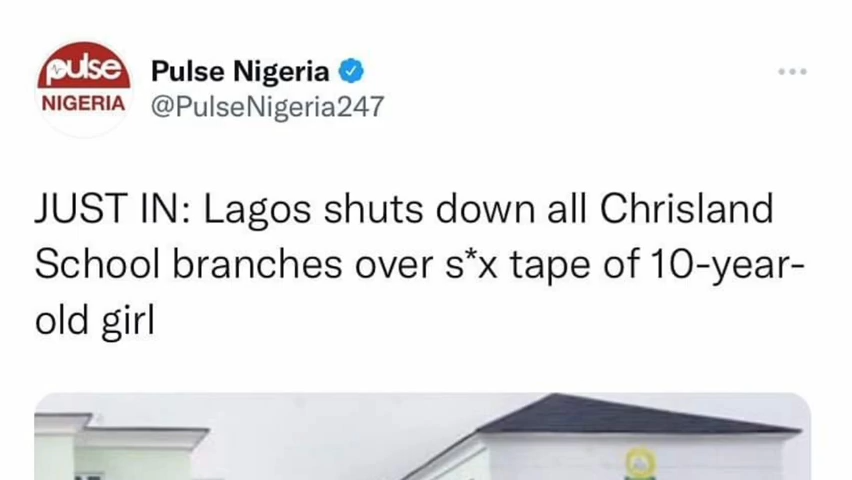 pulse
NIGERIA
Pulse Nigeria
@PulseNigeria247
JUST IN: Lagos shuts down all Chrisland
School branches over s*x tape of 10-year-
old girl